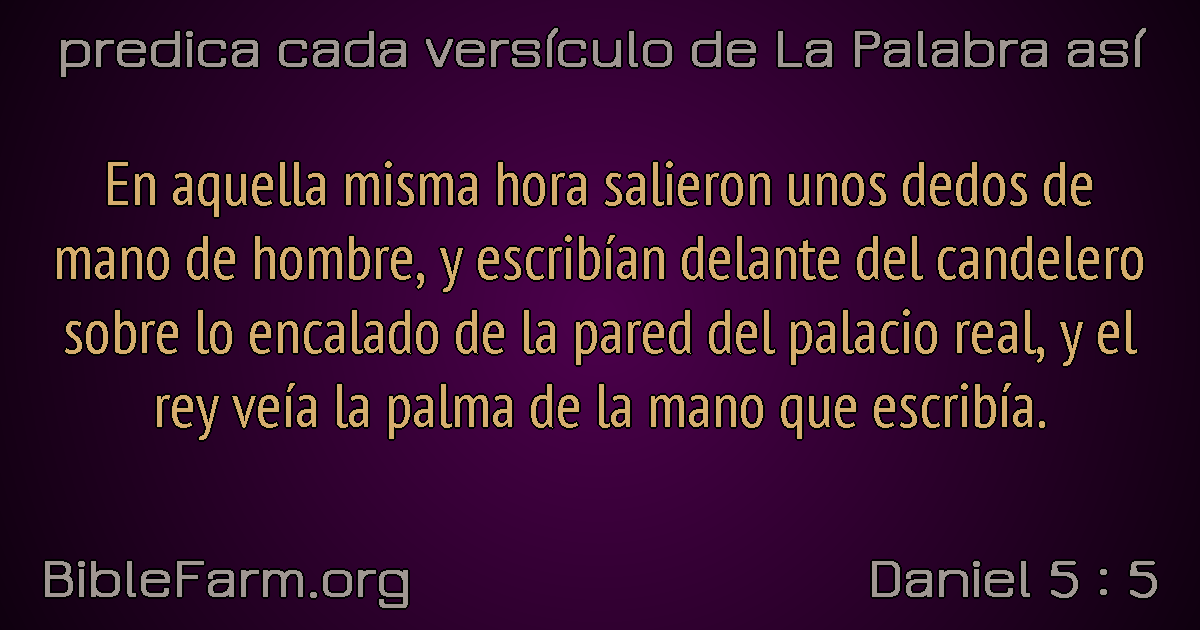 predica cada versículo de La Palabra así
En aquella misma hora salieron unos dedos de
mano de hombre, y escribían delante del candelero
sobre lo encalado de la pared del palacio real, y el
rey veía la palma de la mano que escribía.
BibleFarm.org
Daniel 5 : 5